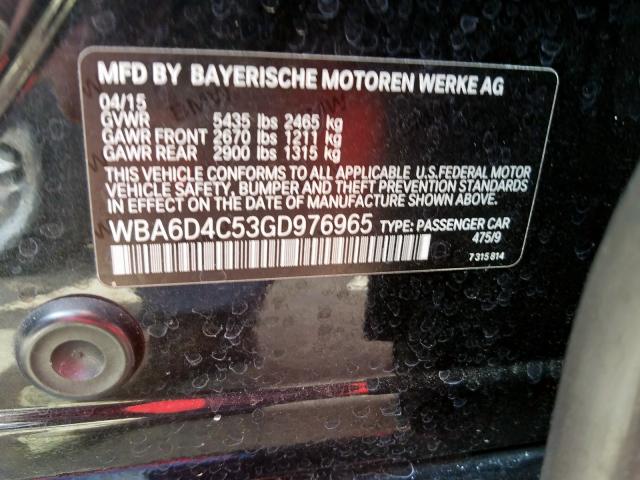 MFD BY BAYERISCHE MOTOREN WERKE AG
04/15
GVWR 5435 lbs 2465 kg
GAWR FRONT 2670 lbs 1211 kg
GAWR REAR 2900 lbs 1315 kg
THIS VEHICLE CONFORMS TO ALL APPLICABLE U.S.FEDERAL MOTOR
VEHICLE SAFETY, BUMPER AND THEFT PREVENTION STANDARDS
IN EFFECT ON DATE OF MANUFACTURE SHOWN ABOVE.
WBA6D4C53GD976965 TYPE: PASSENGER CAR
475/9
7 315 814